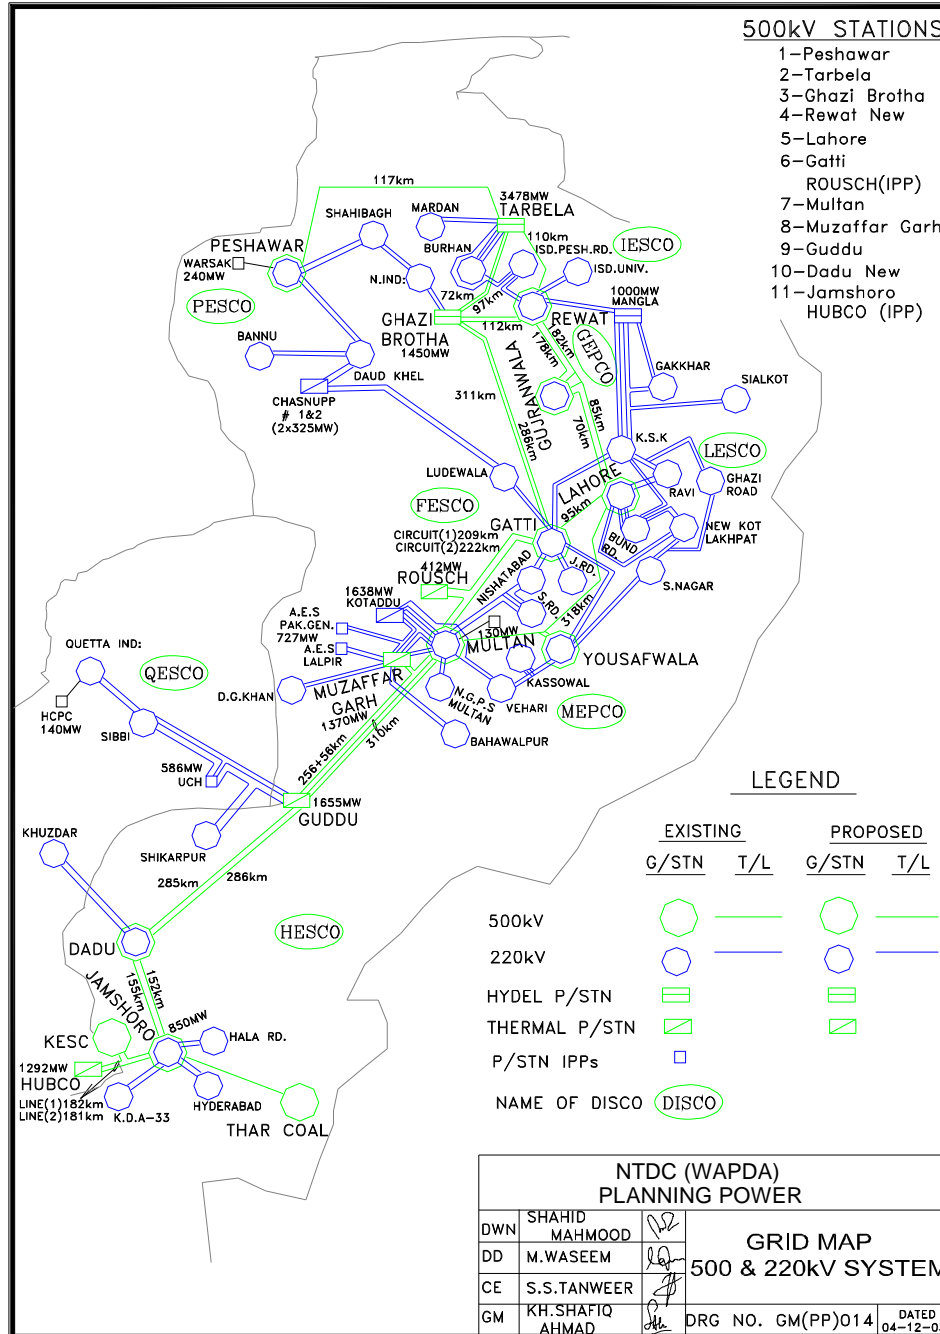 500kV STATIONS
1-Peshawar
2-Tarbela
3-Ghazi Brotha
4-Rewat New
5-Lahore
6-Gatti
ROUSCH(IPP)
7-Multan
8-Muzaffar Garh
9-Guddu
10-Dadu New
11-Jamshoro
HUBCO (IPP)
117km
3478MW
TARBELA
MARDAN
SHAHIBAGH
110km
PESHAWAR
BURHAN
ISD.PESH.RD.
IESCO
WARSAK
240MW
N.IND:
ISD.UNIV.
PESCO
72km
97km
1000MW
MANGLA
GHAZI
BROTHA
1450MW
112km
REWAT
182km
178km
GEPCO
BANNU
DAUD KHEL
GUJRANWALA
GAKKHAR
SIALKOT
CHASNUPP
# 1&2
(2x325MW)
311km
286km
85km
70km
K.S.K
LESCO
LUDEWALA
LAHORE
RAVI
GHAZI
ROAD
FESCO
GATTI
95km
CIRCUIT(1)209km
CIRCUIT(2)222km
BUND
RD.
NEW KOT
LAKHPAT
ROUSCH
412MW
NISHATABAD
J.RD.
S.NAGAR
1638MW
KOTADDU
S.RD.
318km
A.E.S
PAK.GEN.
727MW
A.E.S
LALPIR
130MW
MULTAN
YOUSAFWALA
QUETTA IND:
QESCO
D.G.KHAN
MUZAFFAR
GARH
1370MW
N.G.P.S
MULTAN
KASSOWAL
VEHARI
MEPCO
HCPC
140MW
SIBBI
310km
BAHAWALPUR
256+56km
586MW
UCH
1655MW
GUDDU
LEGEND
KHUZDAR
SHIKARPUR
EXISTING
PROPOSED
G/STN
T/L
G/STN
T/L
285km
286km
500kV
HESCO
DADU
220kV
152km
155km
HYDEL P/STN
JAMSHORO
850MW
THERMAL P/STN
KESC
HALA RD.
P/STN IPPs
1292MW
HUBCO
LINE(1)182km
LINE(2)181km
K.D.A-33
HYDERABAD
THAR COAL
NAME OF DISCO
DISCO
NTDC (WAPDA)
PLANNING POWER
DWN
SHAHID
MAHMOOD
DD
M.WASEEM
CE
S.S.TANWEER
GM
KH.SHAFIQ
AHMAD
GRID MAP
500 & 220kV SYSTEM
DRG NO. GM(PP)014
DATED
04-12-0